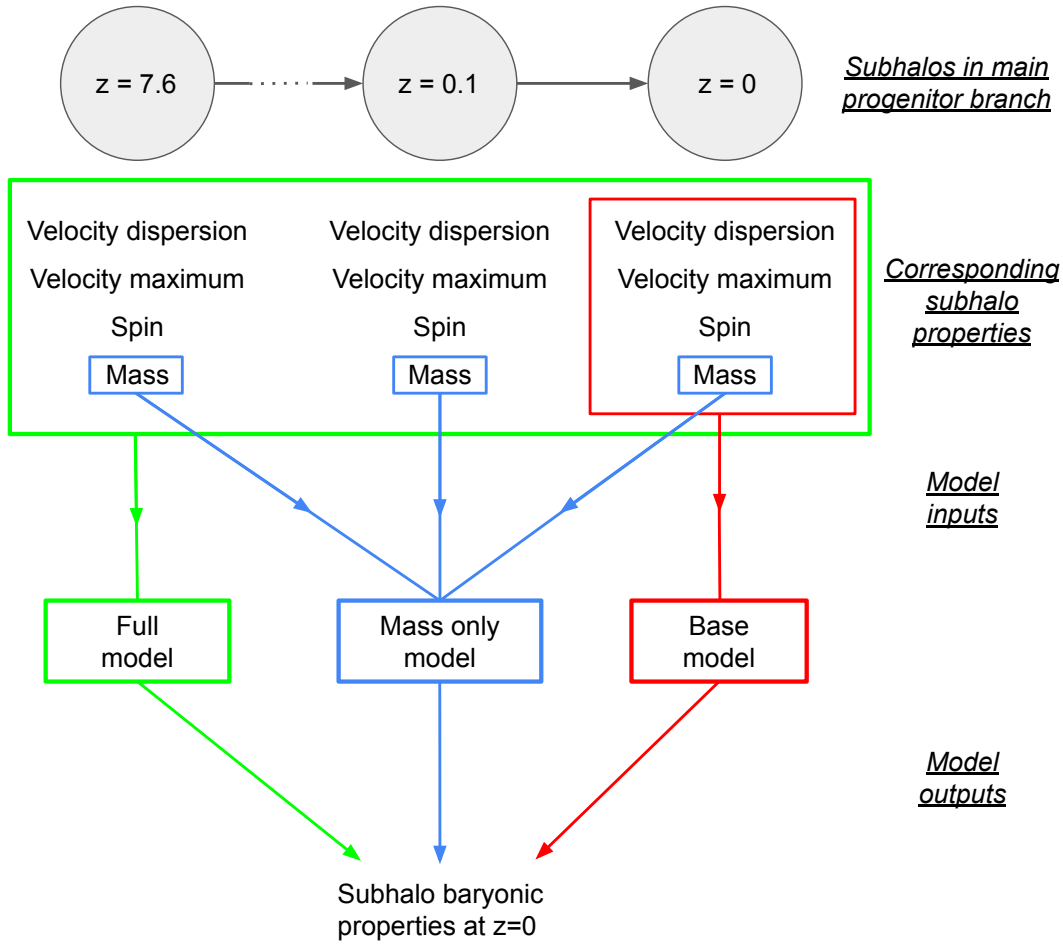 z = 7.6
z = 0.1
z = 0
Subhalos in main
progenitor branch
Velocity dispersion
Velocity maximum
Spin
Mass
Velocity dispersion
Velocity maximum
Spin
Mass
Velocity dispersion
Velocity maximum
Spin
Mass
Corresponding
subhalo
properties
Model
inputs
Full
model
Mass only
model
Base
model
Model
outputs
Subhalo baryonic
properties at z=0